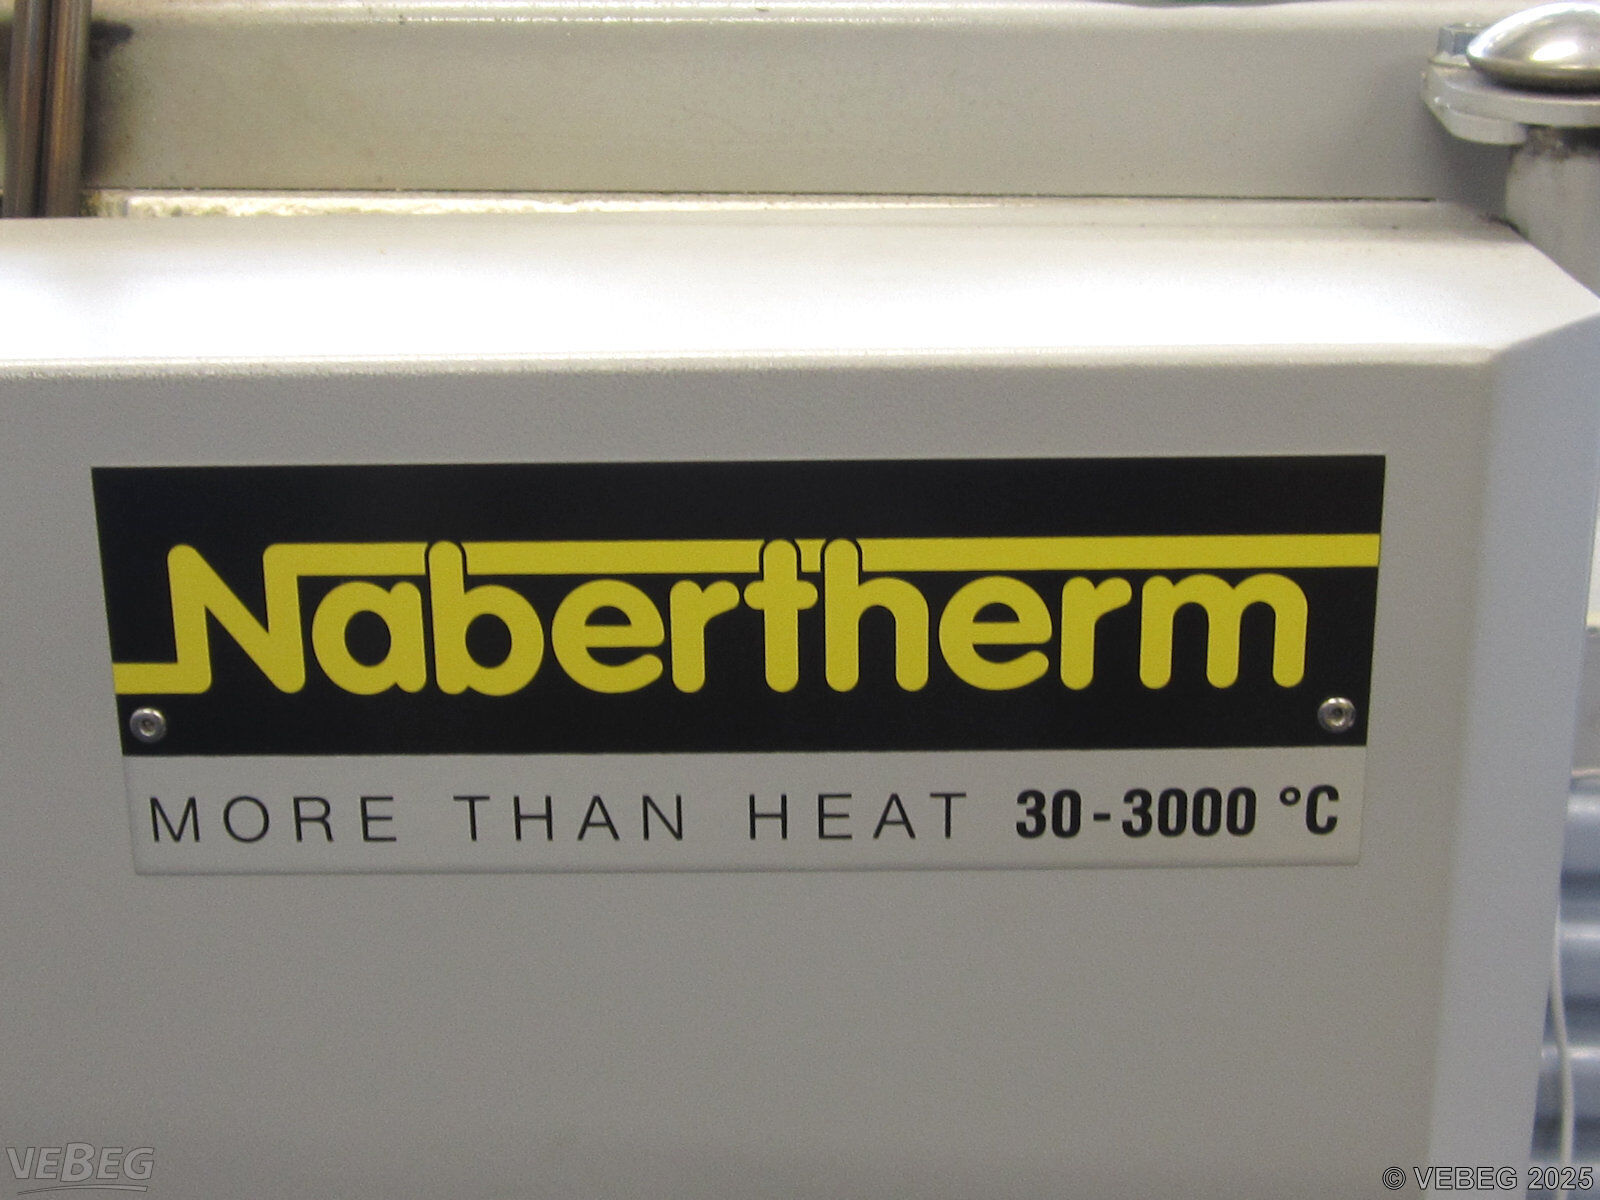 Nabertherm
MORE THAN HEAT 30-3000 °C
VEBEG
© VEBEG 2025